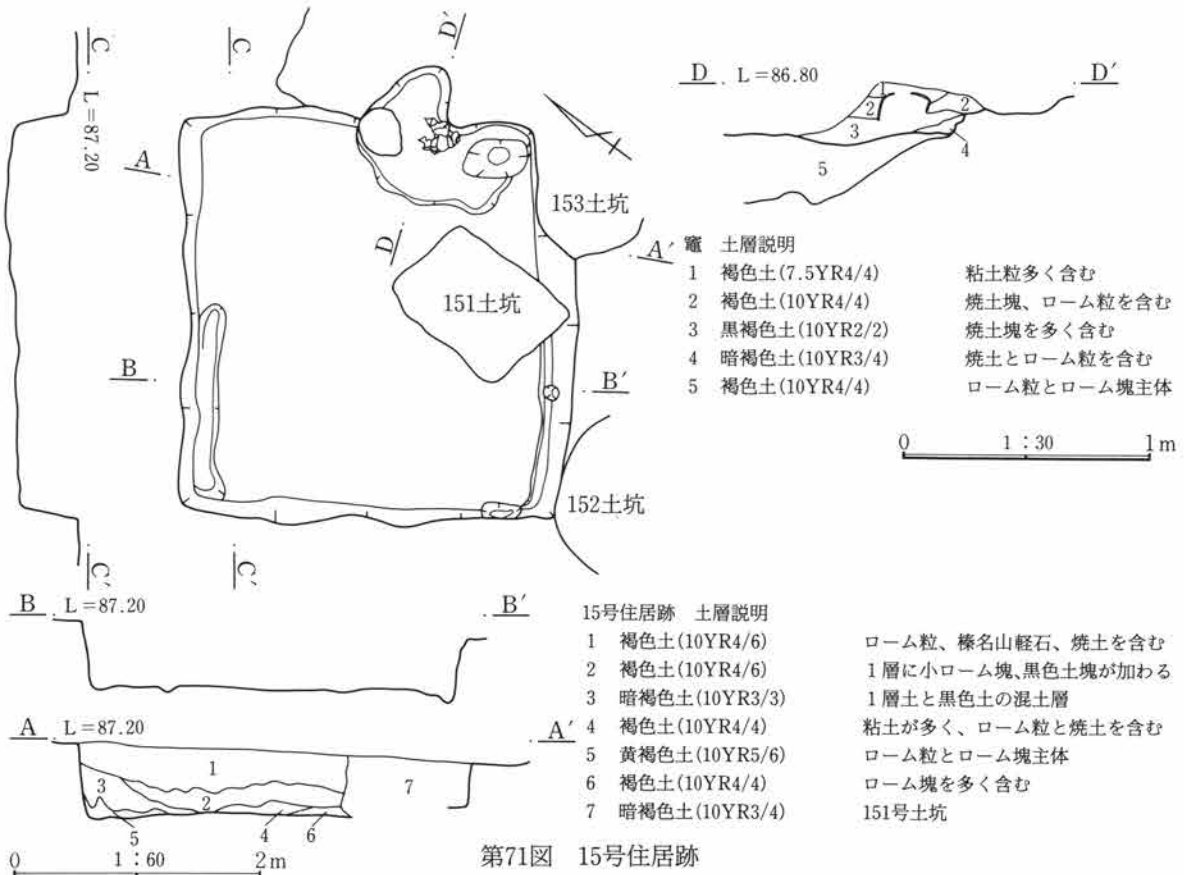 C
C
D′
C
L=87.20
A
153土坑
D
A′
151土坑
B
B′
152土坑
C′
C′
D L=86.80 D′
1
2
2
3
4
5
竈 土層説明
1 褐色土(7.5YR4/4) 粘土粒多く含む
2 褐色土(10YR4/4) 焼土塊、ローム粒を含む
3 黒褐色土(10YR2/2) 焼土塊を多く含む
4 暗褐色土(10YR3/4) 焼土とローム粒を含む
5 褐色土(10YR4/4) ローム粒とローム塊主体
0 1:30 1m
B L=87.20 B′
A L=87.20 A′
1
3
2
7
5
4
6
0 1:60 2m
15号住居跡 土層説明
1 褐色土(10YR4/6) ローム粒、榛名山軽石、焼土を含む
2 褐色土(10YR4/6) 1層に小ローム塊、黒色土塊が加わる
3 暗褐色土(10YR3/3) 1層土と黒色土の混土層
4 褐色土(10YR4/4) 粘土が多く、ローム粒と焼土を含む
5 黄褐色土(10YR5/6) ローム粒とローム塊主体
6 褐色土(10YR4/4) ローム塊を多く含む
7 暗褐色土(10YR3/4) 151号土坑
第71図 15号住居跡